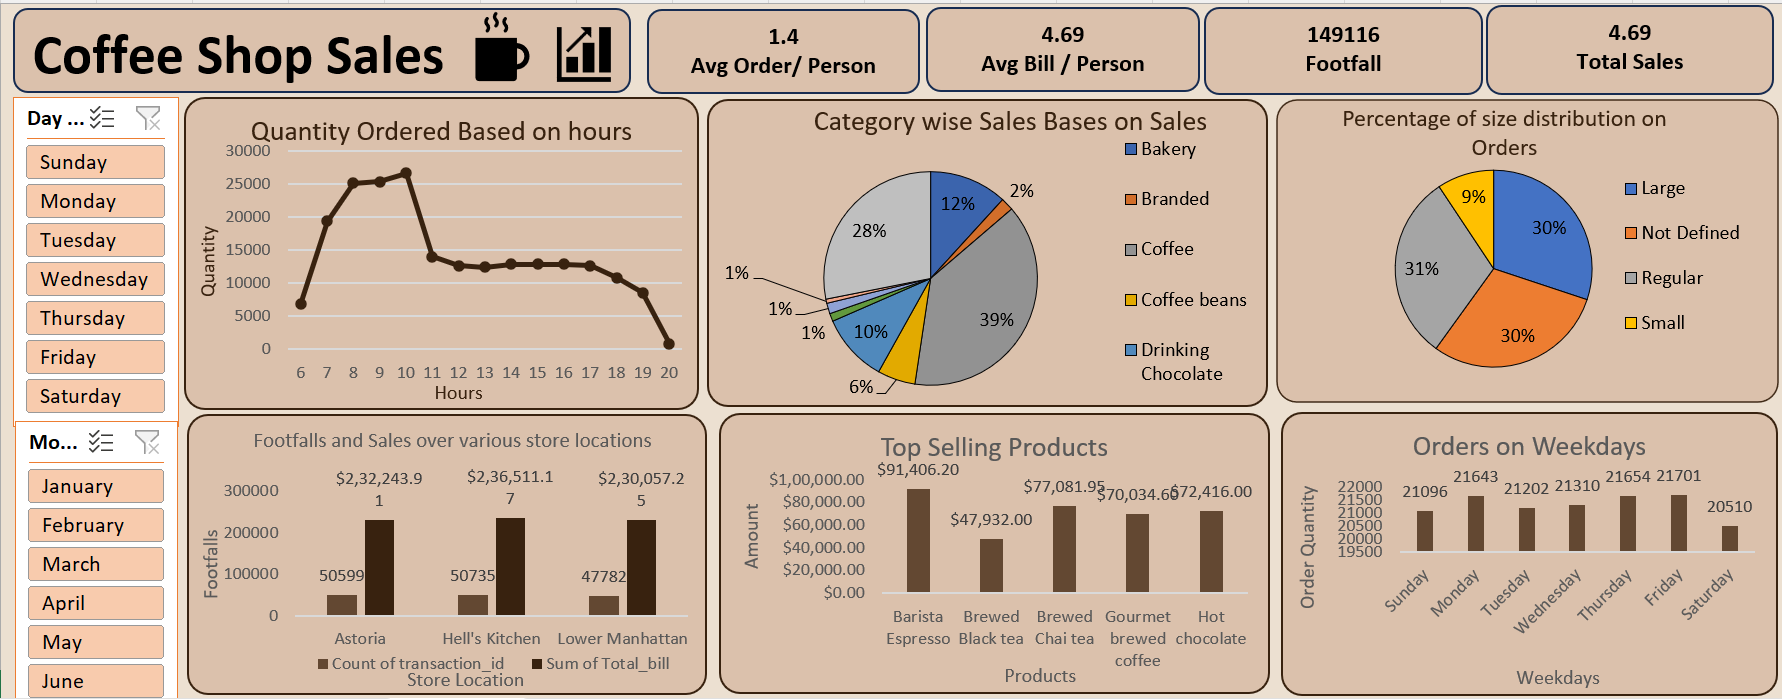 Coffee Shop Sales
1.4
Avg Order/ Person
4.69
Avg Bill / Person
149116
Footfall
4.69
Total Sales
Day ...
Sunday
Monday
Tuesday
Wednesday
Thursday
Friday
Saturday
Mo...
January
February
March
April
May
June
Quantity Ordered Based on hours
Quantity
30000
25000
20000
15000
10000
5000
0
6 7 8 9 10 11 12 13 14 15 16 17 18 19 20
Hours
Category wise Sales Bases on Sales
12%
2%
39%
6%
10%
1%
1%
1%
28%
Bakery
Branded
Coffee
Coffee beans
Drinking
Chocolate
Percentage of size distribution on
Orders
30%
30%
31%
9%
Large
Not Defined
Regular
Small
Footfalls and Sales over various store locations
Footfalls
300000
200000
100000
0
$2,32,243.9
1
$2,36,511.1
7
$2,30,057.2
5
50599
50735
47782
Astoria
Hell's Kitchen
Lower Manhattan
Count of transaction_id
Sum of Total_bill
Store Location
Top Selling Products
Amount
$1,00,000.00
$80,000.00
$60,000.00
$40,000.00
$20,000.00
$0.00
$91,406.20
$47,932.00
$77,081.95
$70,034.60
$72,416.00
Barista
Espresso
Brewed
Black tea
Brewed
Chai tea
Gourmet
brewed
coffee
Hot
chocolate
Products
Orders on Weekdays
Order Quantity
22000
21500
21000
20500
20000
19500
21096
21643
21202
21310
21654
21701
20510
Sunday
Monday
Tuesday
Wednesday
Thursday
Friday
Saturday
Weekdays